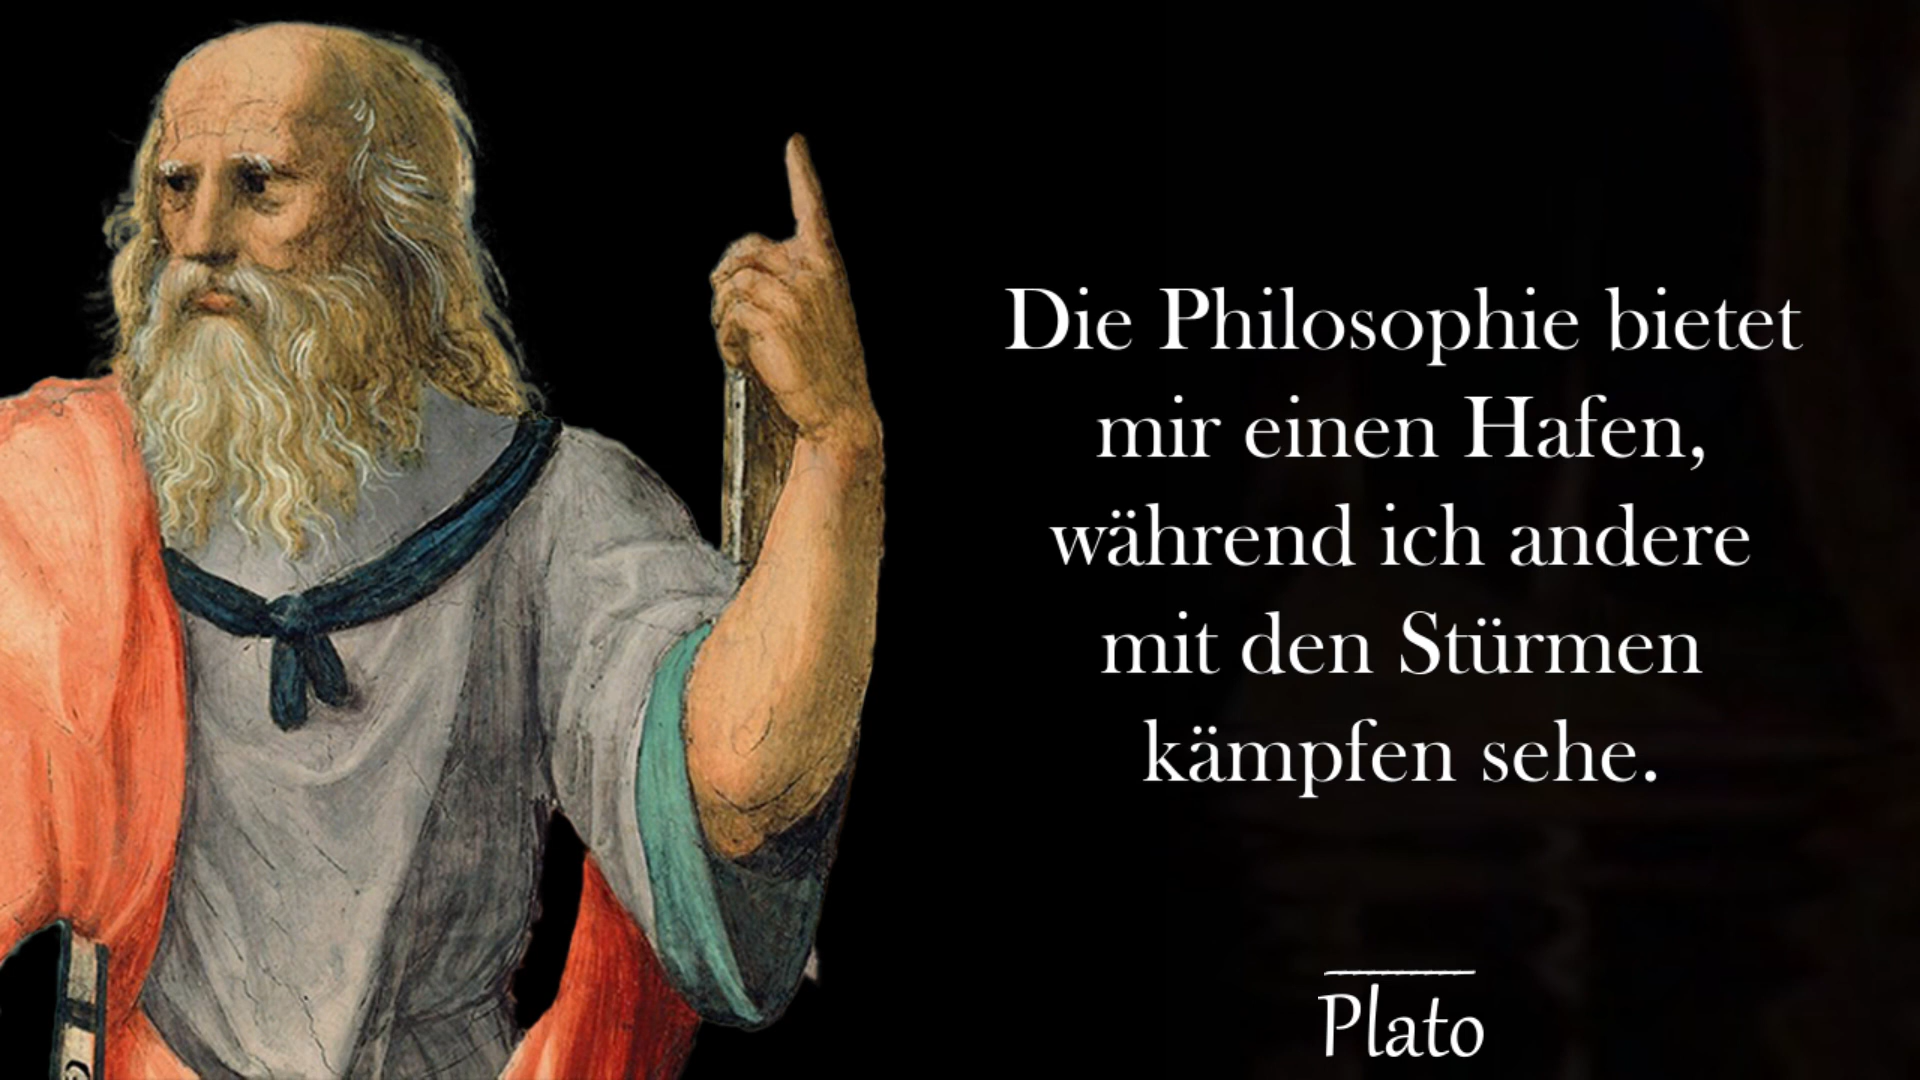 Die Philosophie bietet
mir einen Hafen,
während ich andere
mit den Stürmen
kämpfen sehe.
Plato